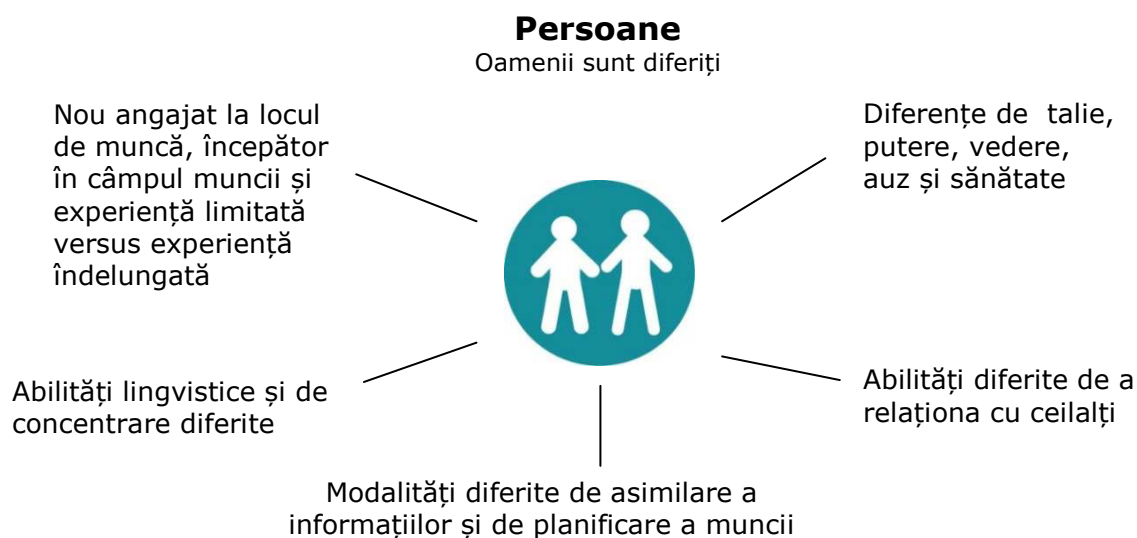 Persoane
Oamenii sunt diferiți
Nou angajat la locul
de muncă, începător
în câmpul muncii și
experiență limitată
versus experiență
îndelungată
Diferențe de  talie,
putere, vedere,
auz și sănătate
Abilități lingvistice și de
concentrare diferite
Abilități diferite de a
relaționa cu ceilalți
Modalități diferite de asimilare a
informațiilor și de planificare a muncii